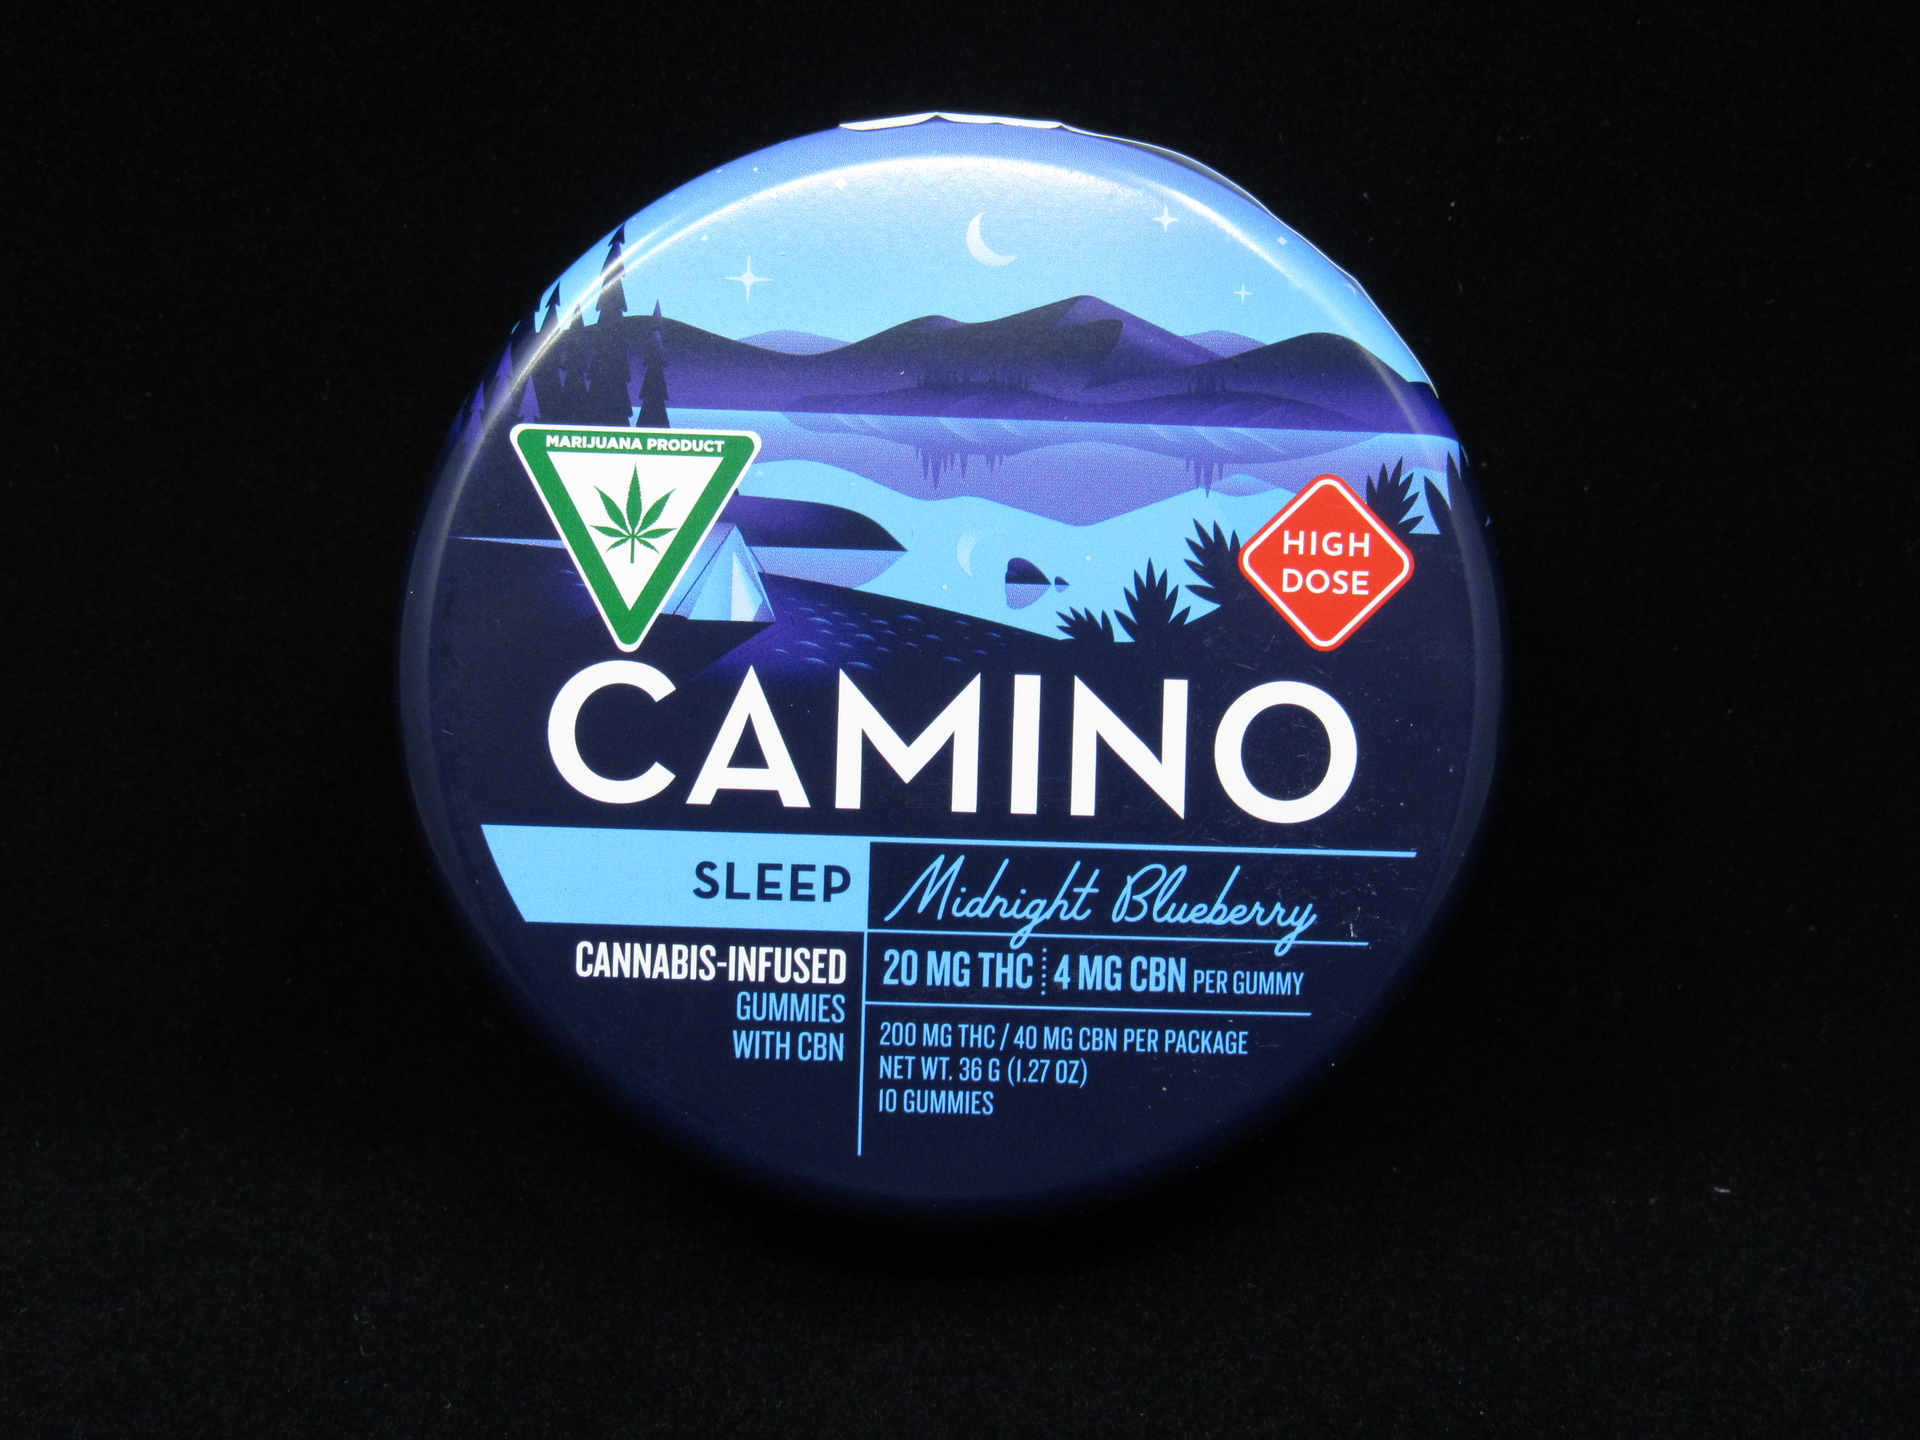 MARIJUANA PRODUCT
HIGH
DOSE
CAMINO
SLEEP
Midnight Blueberry
CANNABIS-INFUSED
GUMMIES
WITH CBN
20 MG THC 4 MG CBN PER GUMMY
200 MG THC / 40 MG CBN PER PACKAGE
NET WT. 36 G (1.27 OZ)
10 GUMMIES